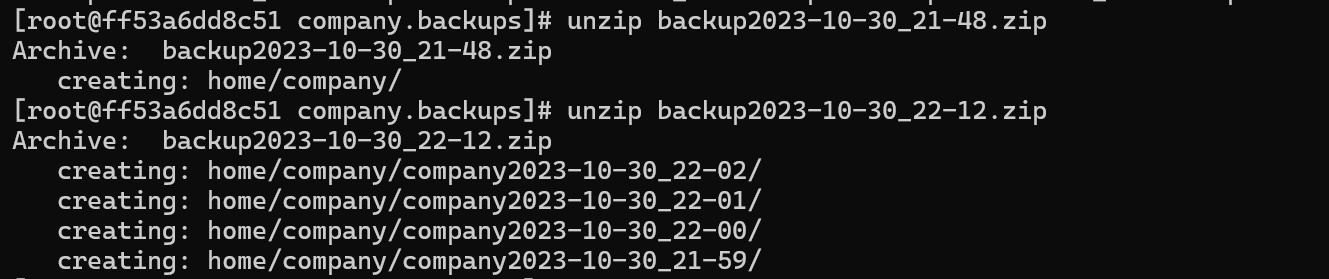 [root@ff53a6dd8c51 company.backups]# unzip backup2023-10-30_21-48.zip
Archive:  backup2023-10-30_21-48.zip
   creating: home/company/
[root@ff53a6dd8c51 company.backups]# unzip backup2023-10-30_22-12.zip
Archive:  backup2023-10-30_22-12.zip
   creating: home/company/company2023-10-30_22-02/
   creating: home/company/company2023-10-30_22-01/
   creating: home/company/company2023-10-30_22-00/
   creating: home/company/company2023-10-30_21-59/